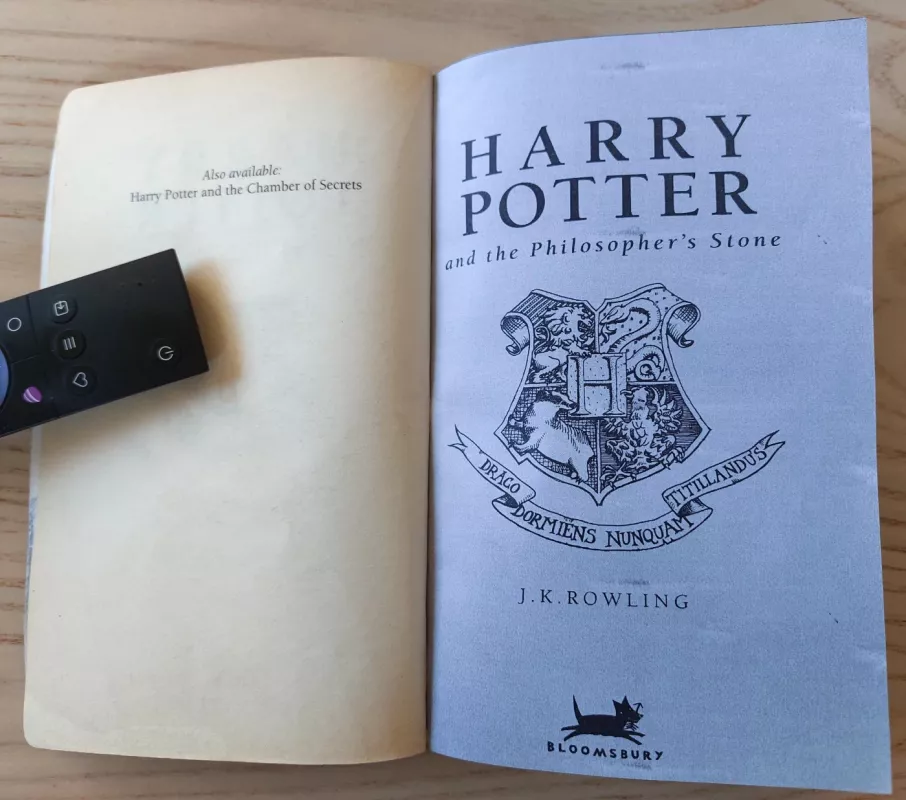 Also available:
Harry Potter and the Chamber of Secrets
HARRY
POTTER
and the Philosopher's Stone
H
DRACO
DORMIENS NUNQUAM
TITILLANDUS
J.K.ROWLING
BLOOMSBURY